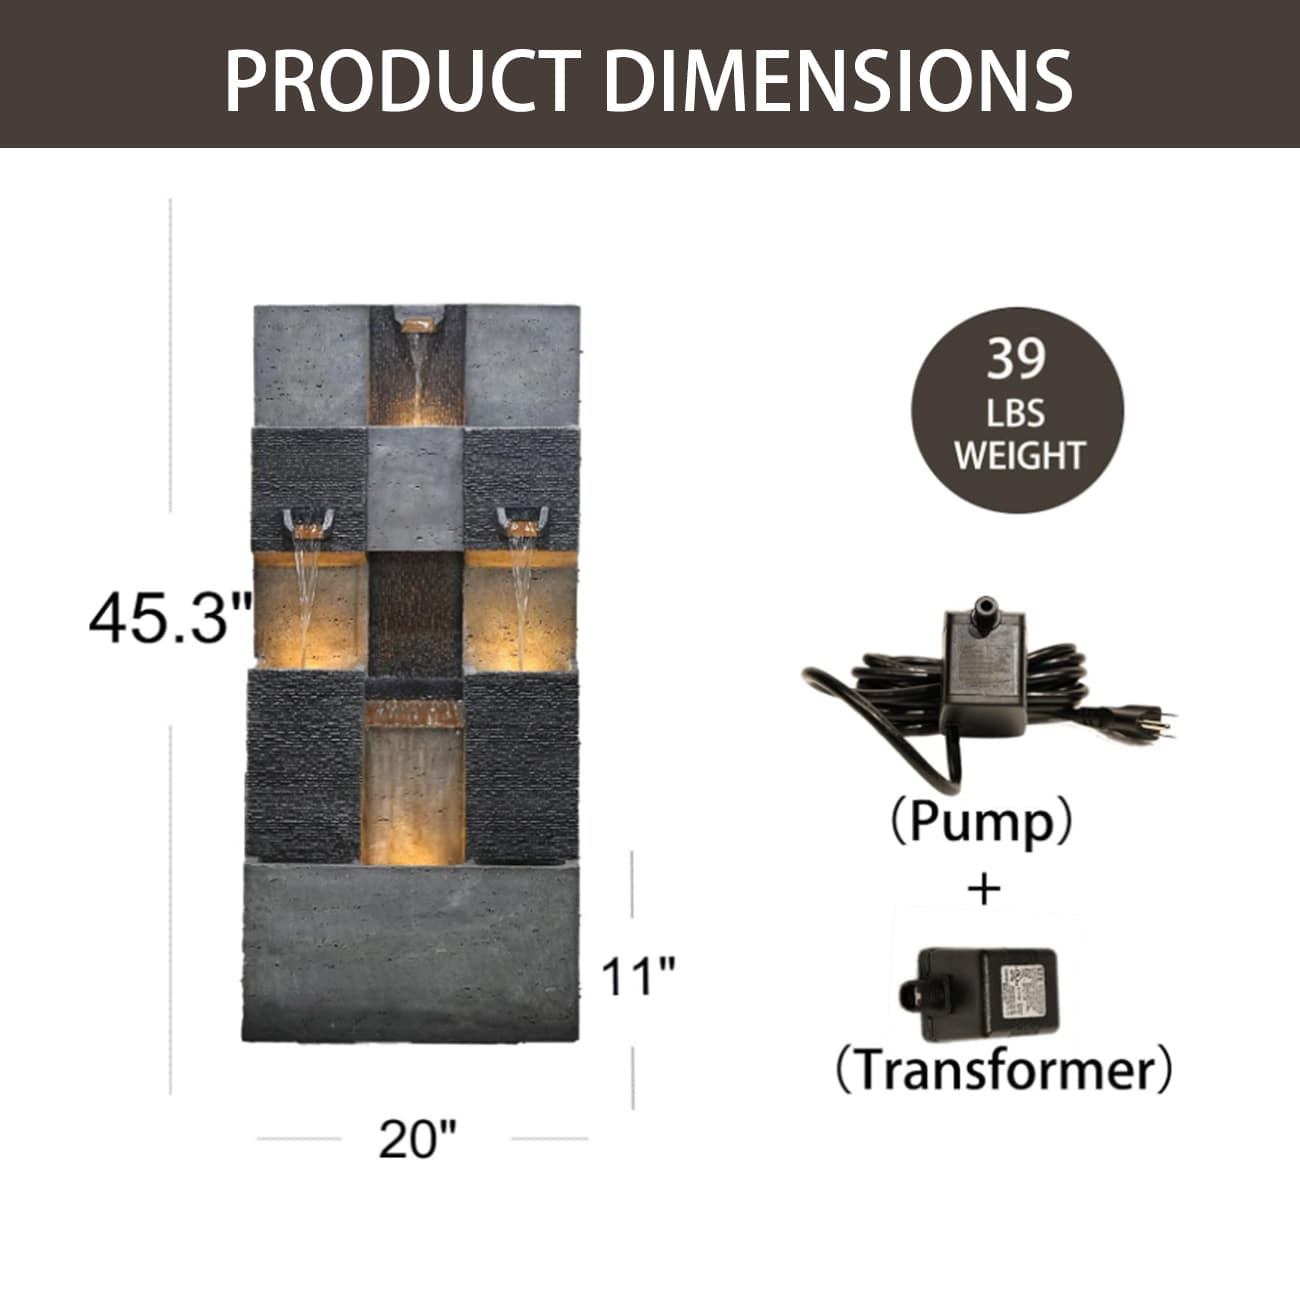 PRODUCT DIMENSIONS
39
LBS
WEIGHT
45.3"
11"
20"
(Pump)
+
(Transformer)